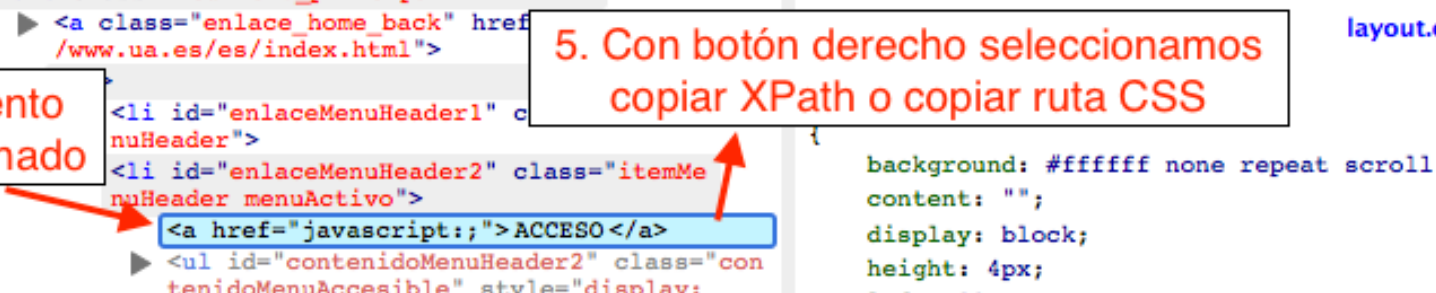 <a class="enlace_home_back" href
/www.ua.es/es/index.html">
5. Con botón derecho seleccionamos
copiar XPath o copiar ruta CSS
layout.
<li id="enlaceMenuHeader1" c
nuHeader">
<li id="enlaceMenuHeader2" class="itemMe
nuHeader menuActivo">
<a href="javascript:;">ACCESO</a>
<ul id="contenidoMenuHeader2" class="con
tenidoMenuAccesible" style="display:
{
background: #ffffff none repeat scroll
content: "";
display: block;
height: 4px;